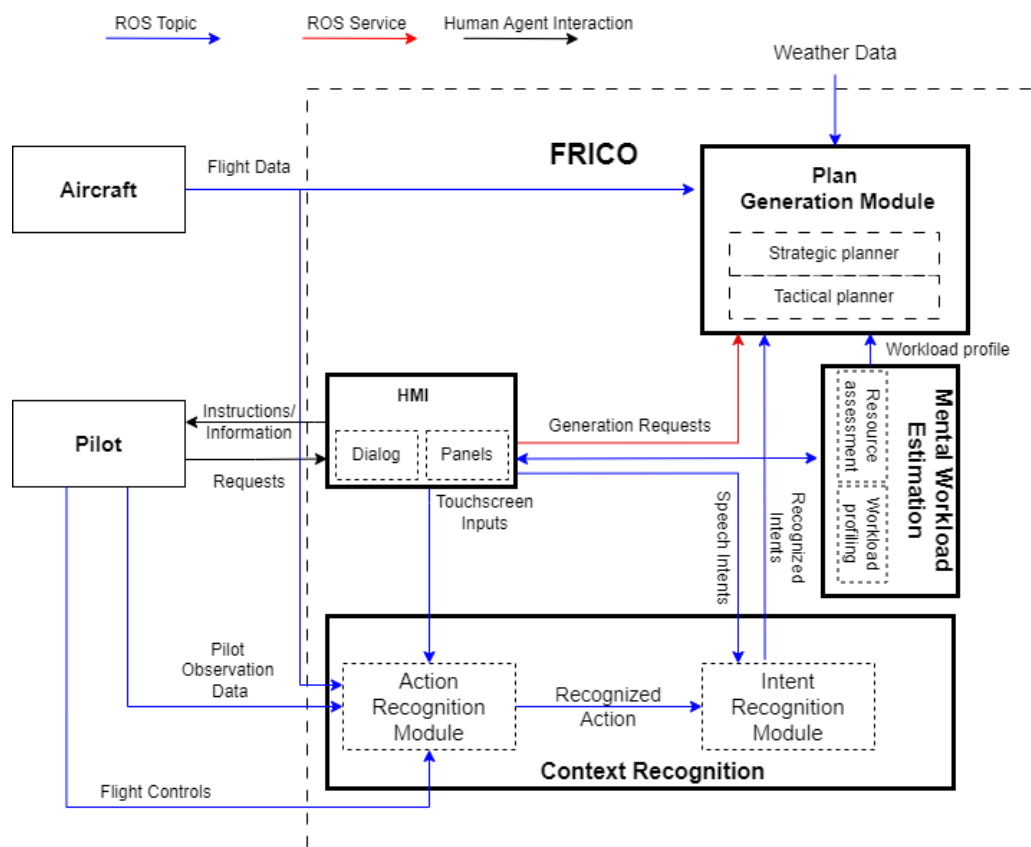 ROS Topic
ROS Service
Human Agent Interaction
Weather Data
FRICO
Aircraft
Flight Data
Plan
Generation Module
Strategic planner
Tactical planner
Workload profile
HMI
Dialog
Panels
Pilot
Instructions/
Information
Requests
Generation Requests
Touchscreen
Inputs
Speech Intents
Recognized
Intents
Resource
assessment
Workload
profiling
Mental Workload
Estimation
Pilot
Observation
Data
Action
Recognition
Module
Recognized
Action
Intent
Recognition
Module
Context Recognition
Flight Controls